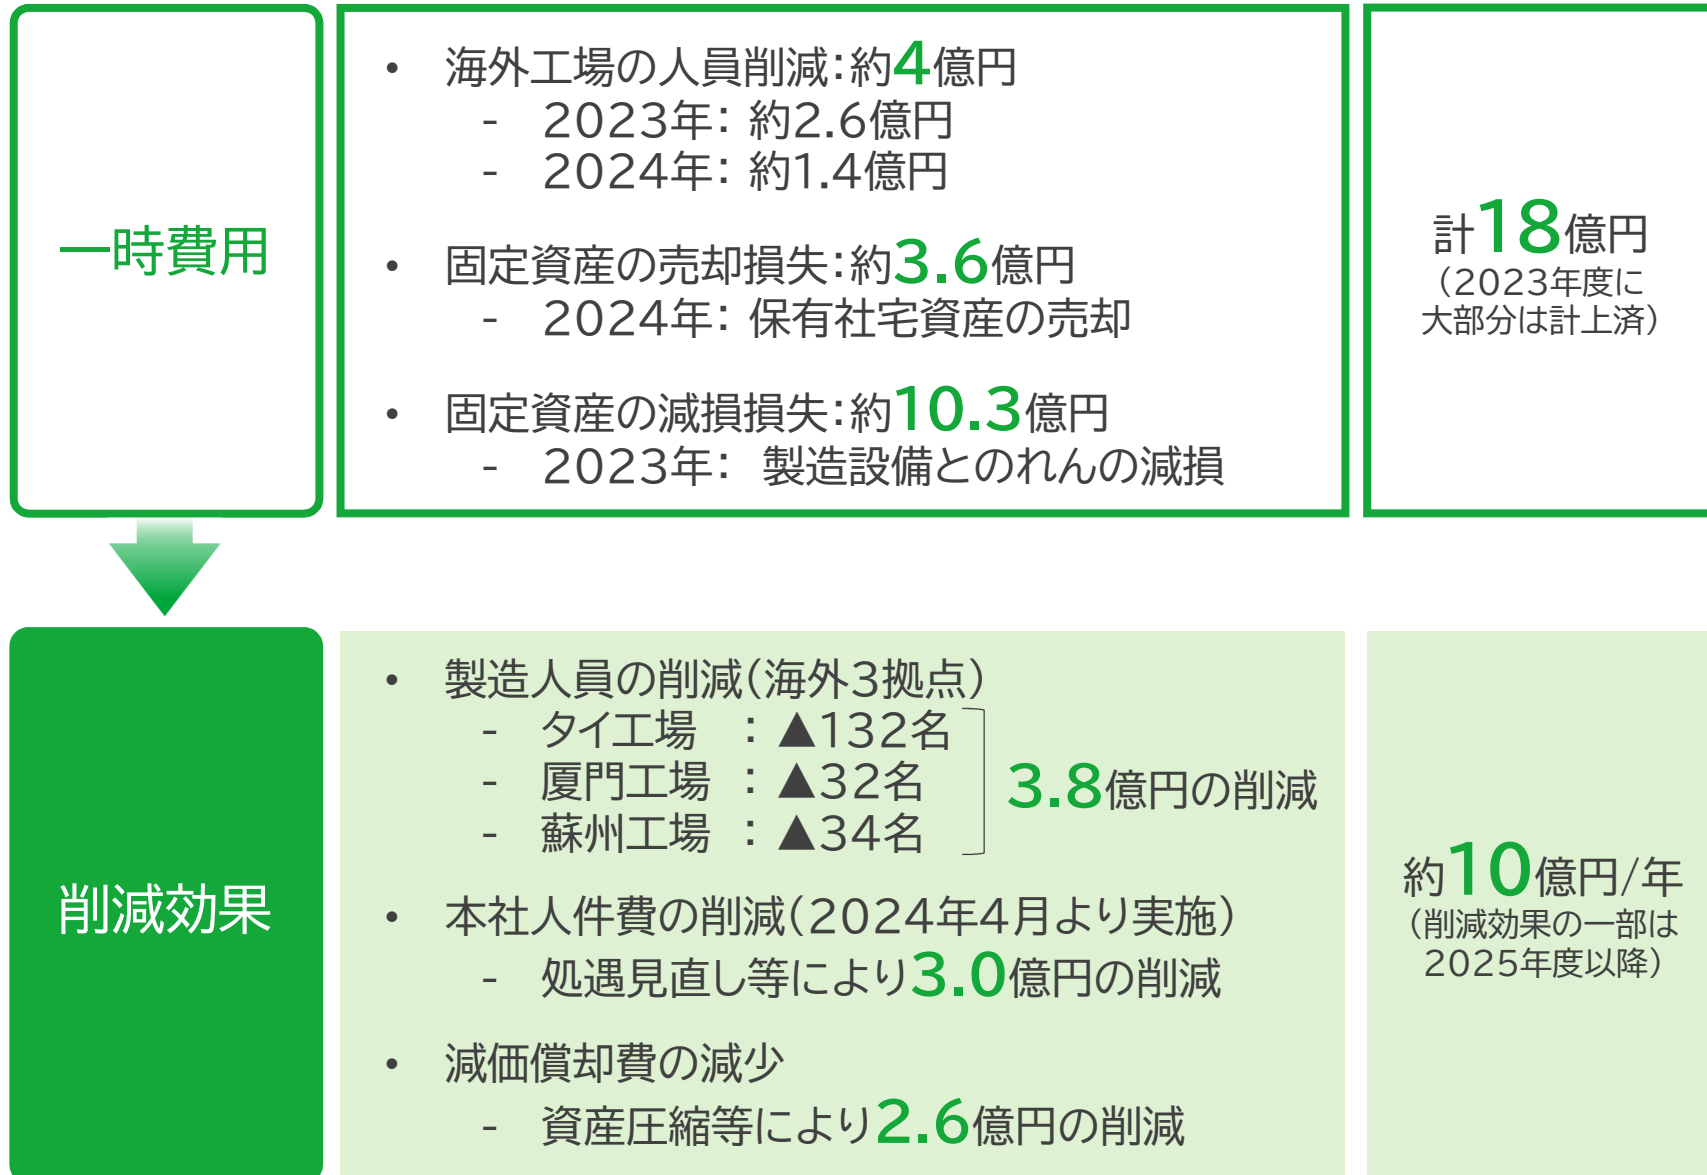 一時費用
• 海外工場の人員削減：約4億円
- 2023年： 約2.6億円
- 2024年： 約1.4億円
• 固定資産の売却損失：約3.6億円
- 2024年： 保有社宅資産の売却
• 固定資産の減損損失：約10.3億円
- 2023年： 製造設備とのれんの減損
計18億円
（2023年度に
大部分は計上済）
削減効果
• 製造人員の削減（海外3拠点）
- タイ工場 ：▲132名
- 厦門工場 ：▲32名
- 蘇州工場 ：▲34名
3.8億円の削減
• 本社人件費の削減（2024年4月より実施）
- 処遇見直し等により3.0億円の削減
• 減価償却費の減少
- 資産圧縮等により2.6億円の削減
約10億円/年
（削減効果の一部は
2025年度以降）